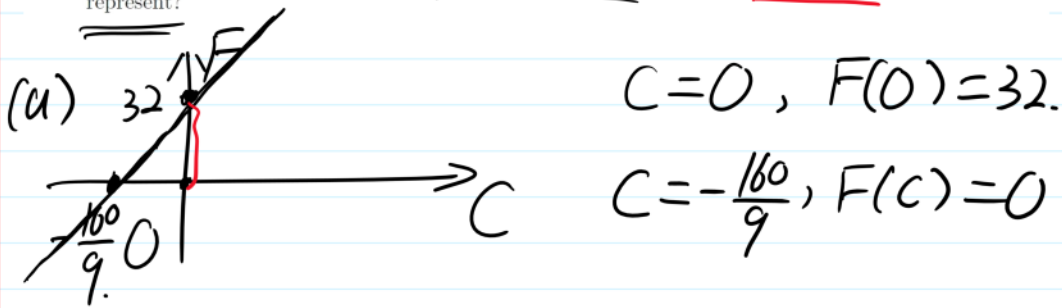 represent?
(a) 32 F
C=0, F(0)=32.
C=-160/9, F(C)=0
C
-160/9. O